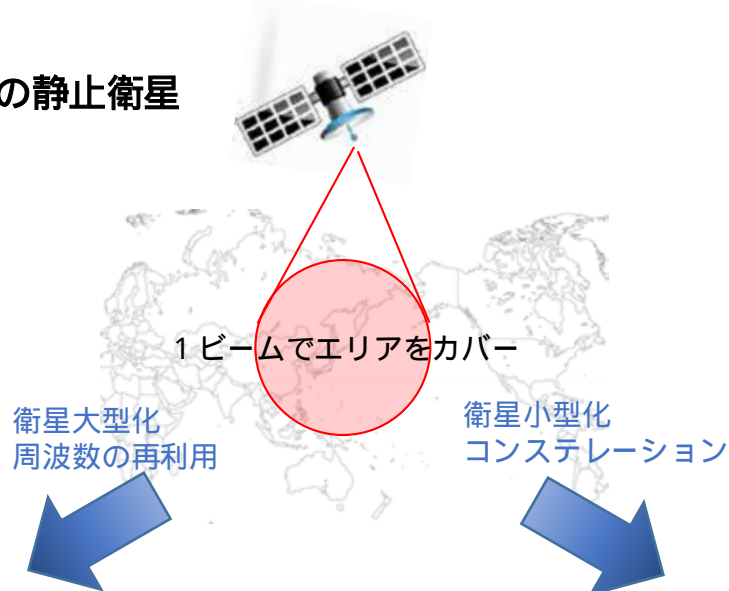 の静止衛星
1ビームでエリアをカバー
衛星大型化
周波数の再利用
衛星小型化
コンステレーション